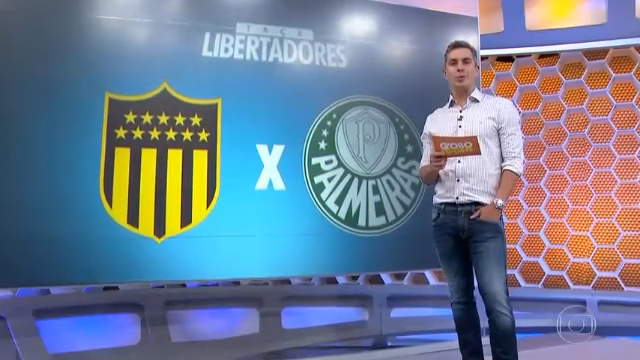 TAÇA
LIBERTADORES
X
P
PALMEIRAS
GLOBO
ESPORTE